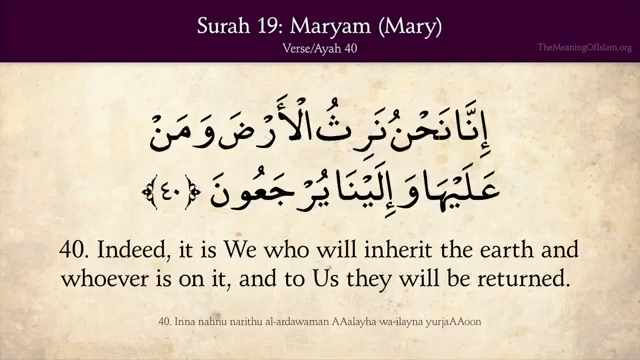 Surah 19: Maryam (Mary)
Verse/Ayah 40
TheMeaningOfIslam.org
إِنَّا نَحْنُ نَرِثُ الْأَرْضَ وَمَنْ
عَلَيْهَا وَإِلَيْنَا يُرْجَعُونَ ﴿٤٠﴾
40. Indeed, it is We who will inherit the earth and
whoever is on it, and to Us they will be returned.
40. Inna nahnu narithu al-ardawaman AAalayha wa-ilayna yurjaAAoon